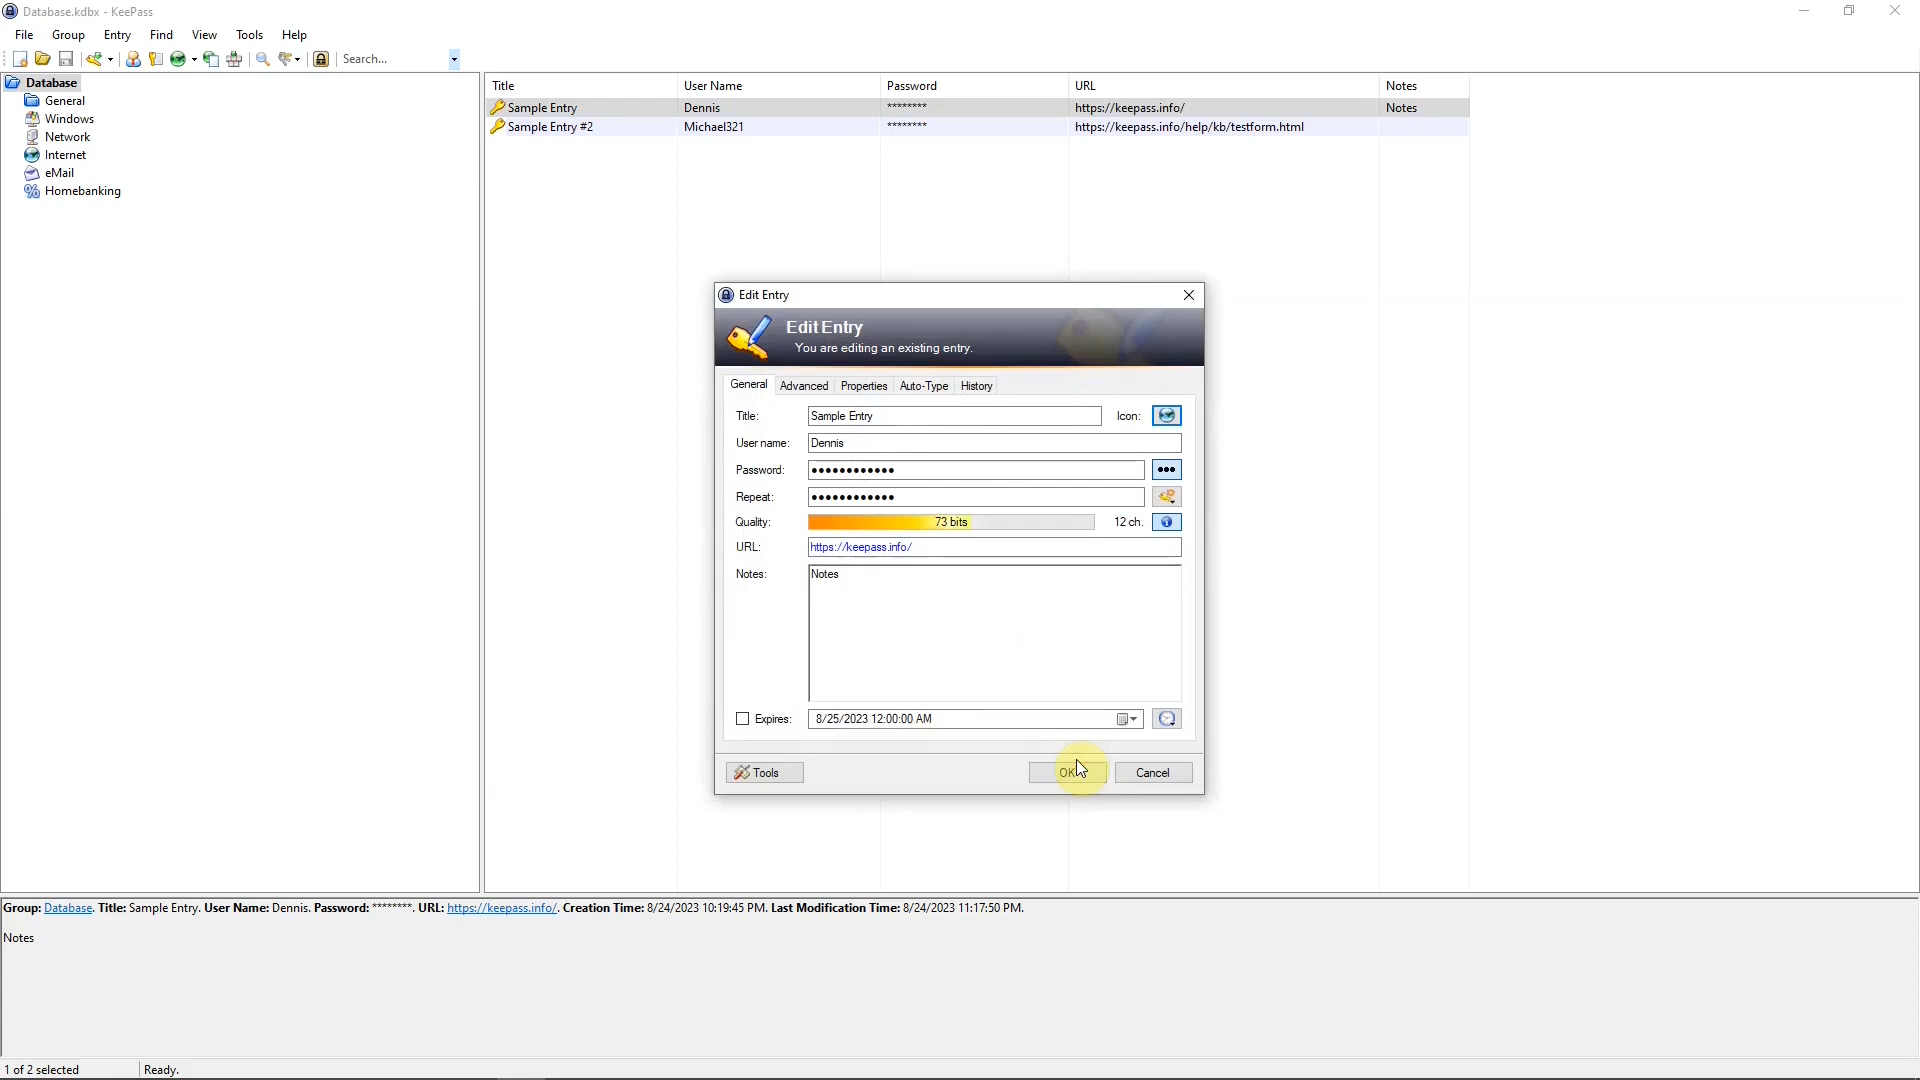 Database.kdbx - KeePass
File Group Entry Find View Tools Help
Search...
Database
General
Windows
Network
Internet
eMail
Homebanking
Title User Name Password URL Notes
Sample Entry Dennis ******** https://keepass.info/ Notes
Sample Entry #2 Michael321 ******** https://keepass.info/help/kb/testform.html
Edit Entry
Edit Entry
You are editing an existing entry.
General Advanced Properties Auto-Type History
Title: Sample Entry Icon:
User name: Dennis
Password: ●●●●●●●●●●●●
Repeat: ●●●●●●●●●●●●
Quality: 73 bits 12 ch.
URL: https://keepass.info/
Notes: Notes
Expires: 8/25/2023 12:00:00 AM
Tools OK Cancel
Group: Database. Title: Sample Entry. User Name: Dennis. Password: ********. URL: https://keepass.info/. Creation Time: 8/24/2023 10:19:45 PM. Last Modification Time: 8/24/2023 11:17:50 PM.
Notes
1 of 2 selected Ready.